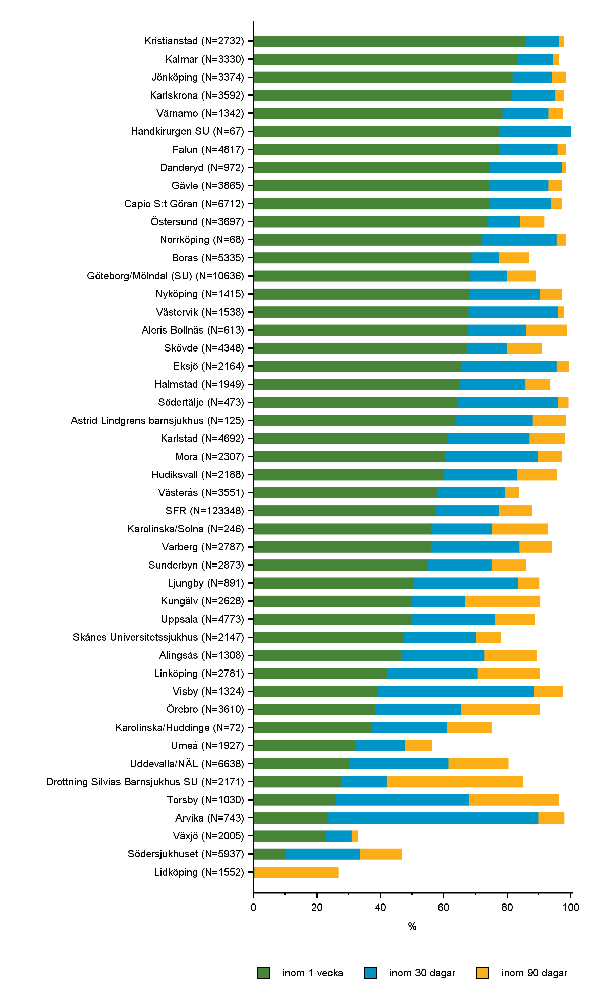 Kristianstad (N=2732)
Kalmar (N=3330)
Jönköping (N=3374)
Karlskrona (N=3592)
Värnamo (N=1342)
Handkirurgen SU (N=67)
Falun (N=4817)
Danderyd (N=972)
Gävle (N=3865)
Capio S:t Göran (N=6712)
Östersund (N=3697)
Norrköping (N=68)
Borås (N=5335)
Göteborg/Mölndal (SU) (N=10636)
Nyköping (N=1415)
Västervik (N=1538)
Aleris Bollnäs (N=613)
Skövde (N=4348)
Eksjö (N=2164)
Halmstad (N=1949)
Södertälje (N=473)
Astrid Lindgrens barnsjukhus (N=125)
Karlstad (N=4692)
Mora (N=2307)
Hudiksvall (N=2188)
Västerås (N=3551)
SFR (N=123348)
Karolinska/Solna (N=246)
Varberg (N=2787)
Sunderbyn (N=2873)
Ljungby (N=891)
Kungälv (N=2628)
Uppsala (N=4773)
Skånes Universitetssjukhus (N=2147)
Alingsås (N=1308)
Linköping (N=2781)
Visby (N=1324)
Örebro (N=3610)
Karolinska/Huddinge (N=72)
Umeå (N=1927)
Uddevalla/NÄL (N=6638)
Drottning Silvias Barnsjukhus SU (N=2171)
Torsby (N=1030)
Arvika (N=743)
Växjö (N=2005)
Södersjukhuset (N=5937)
Lidköping (N=1552)
0 20 40 60 80 100
%
inom 1 vecka inom 30 dagar inom 90 dagar